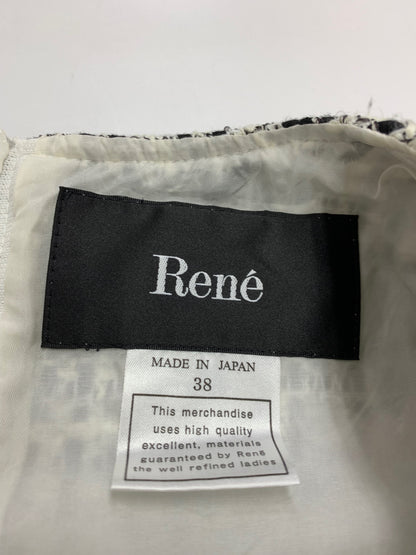 René
MADE IN JAPAN
38
This merchandise
uses high quality
excellent, materials
guaranteed by René
the well refined ladies